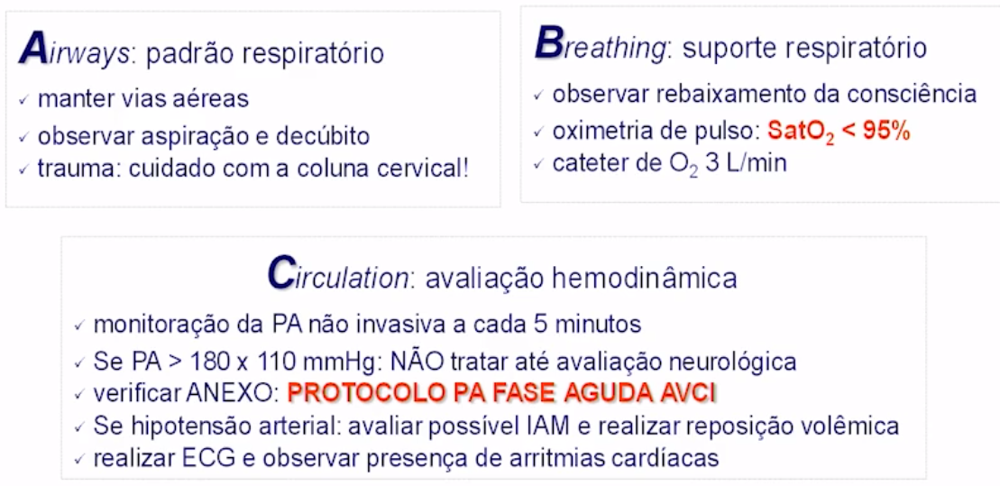 Airways: padrão respiratório
✓ manter vias aéreas
✓ observar aspiração e decúbito
✓ trauma: cuidado com a coluna cervical!
Breathing: suporte respiratório
✓ observar rebaixamento da consciência
✓ oximetria de pulso: SatO₂ < 95%
✓ cateter de O₂ 3 L/min
Circulation: avaliação hemodinâmica
✓ monitoração da PA não invasiva a cada 5 minutos
✓ Se PA > 180 x 110 mmHg: NÃO tratar até avaliação neurológica
✓ verificar ANEXO: PROTOCOLO PA FASE AGUDA AVCI
✓ Se hipotensão arterial: avaliar possível IAM e realizar reposição volêmica
✓ realizar ECG e observar presença de arritmias cardíacas